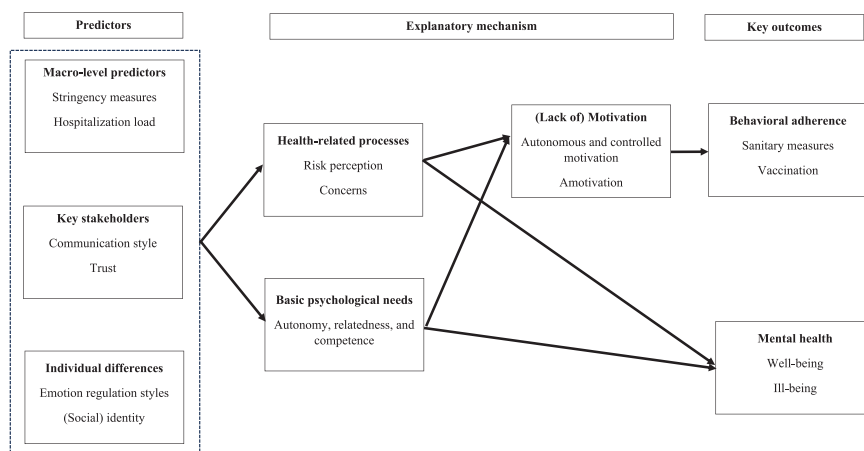 Predictors
Explanatory mechanism
Key outcomes
Macro-level predictors
Stringency measures
Hospitalization load
Key stakeholders
Communication style
Trust
Individual differences
Emotion regulation styles
(Social) identity
Health-related processes
Risk perception
Concerns
Basic psychological needs
Autonomy, relatedness, and
competence
(Lack of) Motivation
Autonomous and controlled
motivation
Amotivation
Behavioral adherence
Sanitary measures
Vaccination
Mental health
Well-being
Ill-being